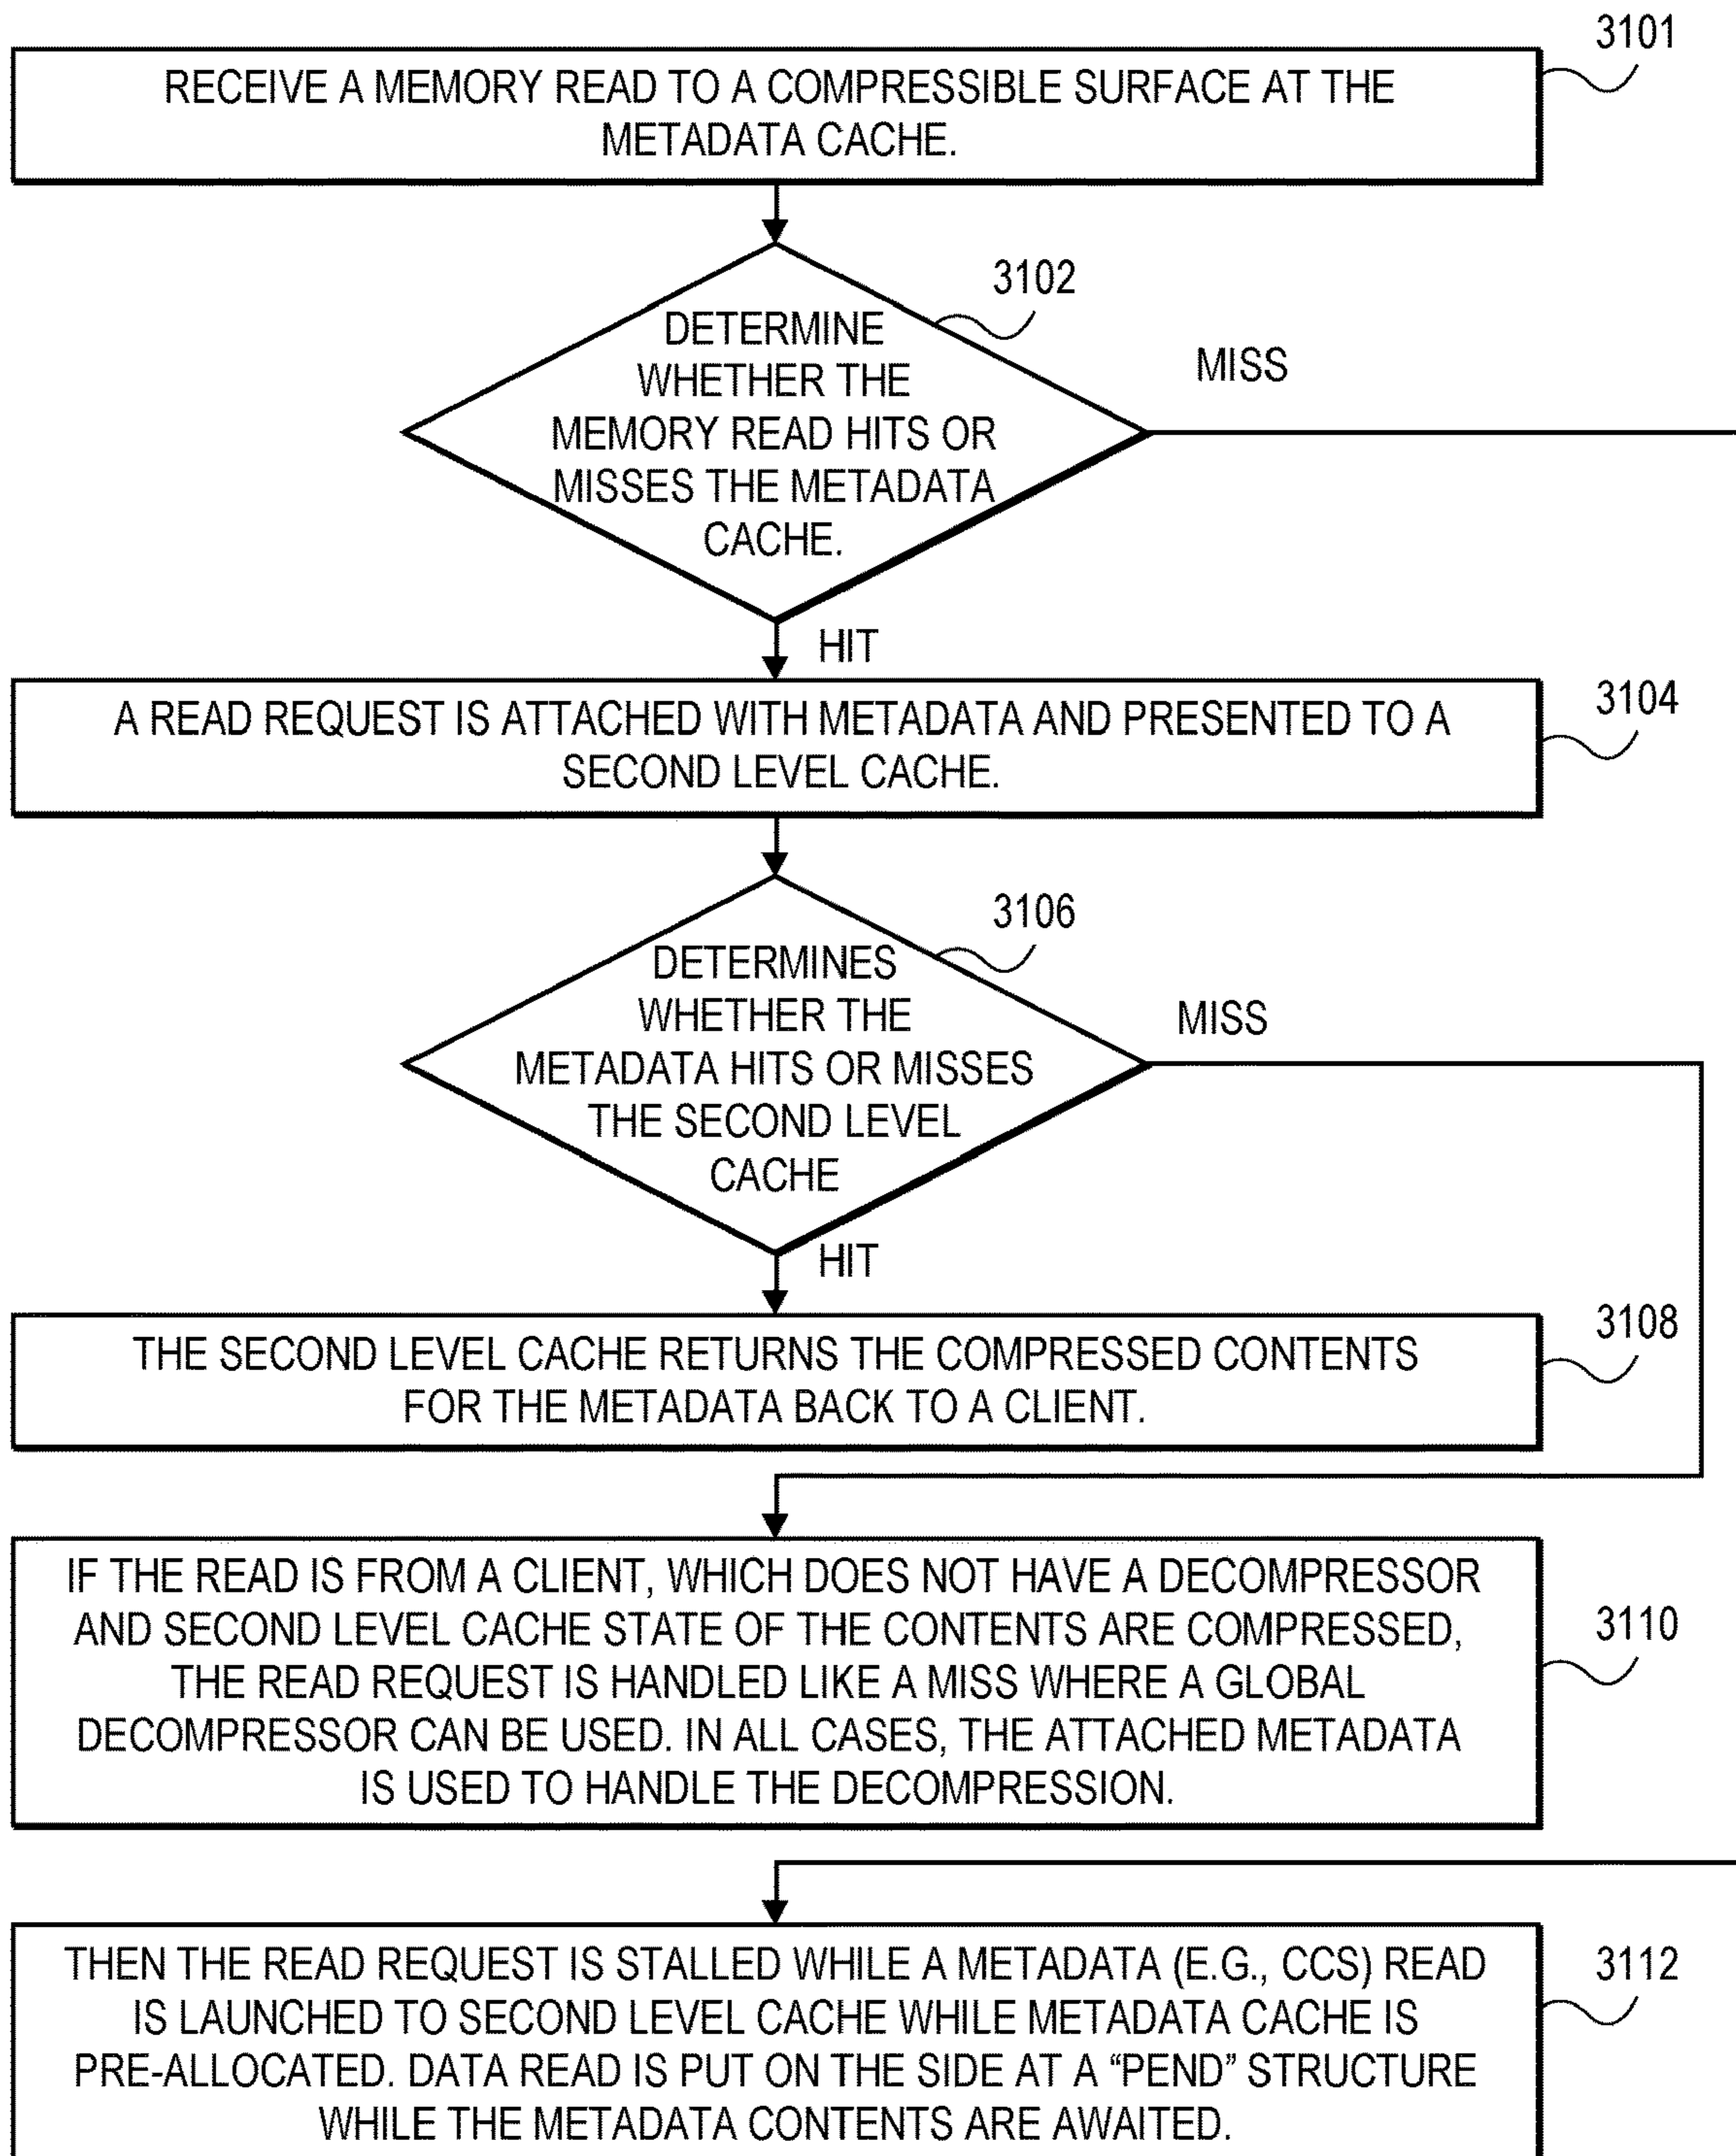 3101
RECEIVE A MEMORY READ TO A COMPRESSIBLE SURFACE AT THE
METADATA CACHE.
3102
DETERMINE
WHETHER THE
MEMORY READ HITS OR
MISSES THE METADATA
CACHE.
MISS
HIT
3104
A READ REQUEST IS ATTACHED WITH METADATA AND PRESENTED TO A
SECOND LEVEL CACHE.
3106
DETERMINES
WHETHER THE
METADATA HITS OR MISSES
THE SECOND LEVEL
CACHE
MISS
HIT
3108
THE SECOND LEVEL CACHE RETURNS THE COMPRESSED CONTENTS
FOR THE METADATA BACK TO A CLIENT.
IF THE READ IS FROM A CLIENT, WHICH DOES NOT HAVE A DECOMPRESSOR
AND SECOND LEVEL CACHE STATE OF THE CONTENTS ARE COMPRESSED,
THE READ REQUEST IS HANDLED LIKE A MISS WHERE A GLOBAL
DECOMPRESSOR CAN BE USED. IN ALL CASES, THE ATTACHED METADATA
IS USED TO HANDLE THE DECOMPRESSION.
3110
THEN THE READ REQUEST IS STALLED WHILE A METADATA (E.G., CCS) READ
IS LAUNCHED TO SECOND LEVEL CACHE WHILE METADATA CACHE IS
PRE-ALLOCATED. DATA READ IS PUT ON THE SIDE AT A “PEND” STRUCTURE
WHILE THE METADATA CONTENTS ARE AWAITED.
3112